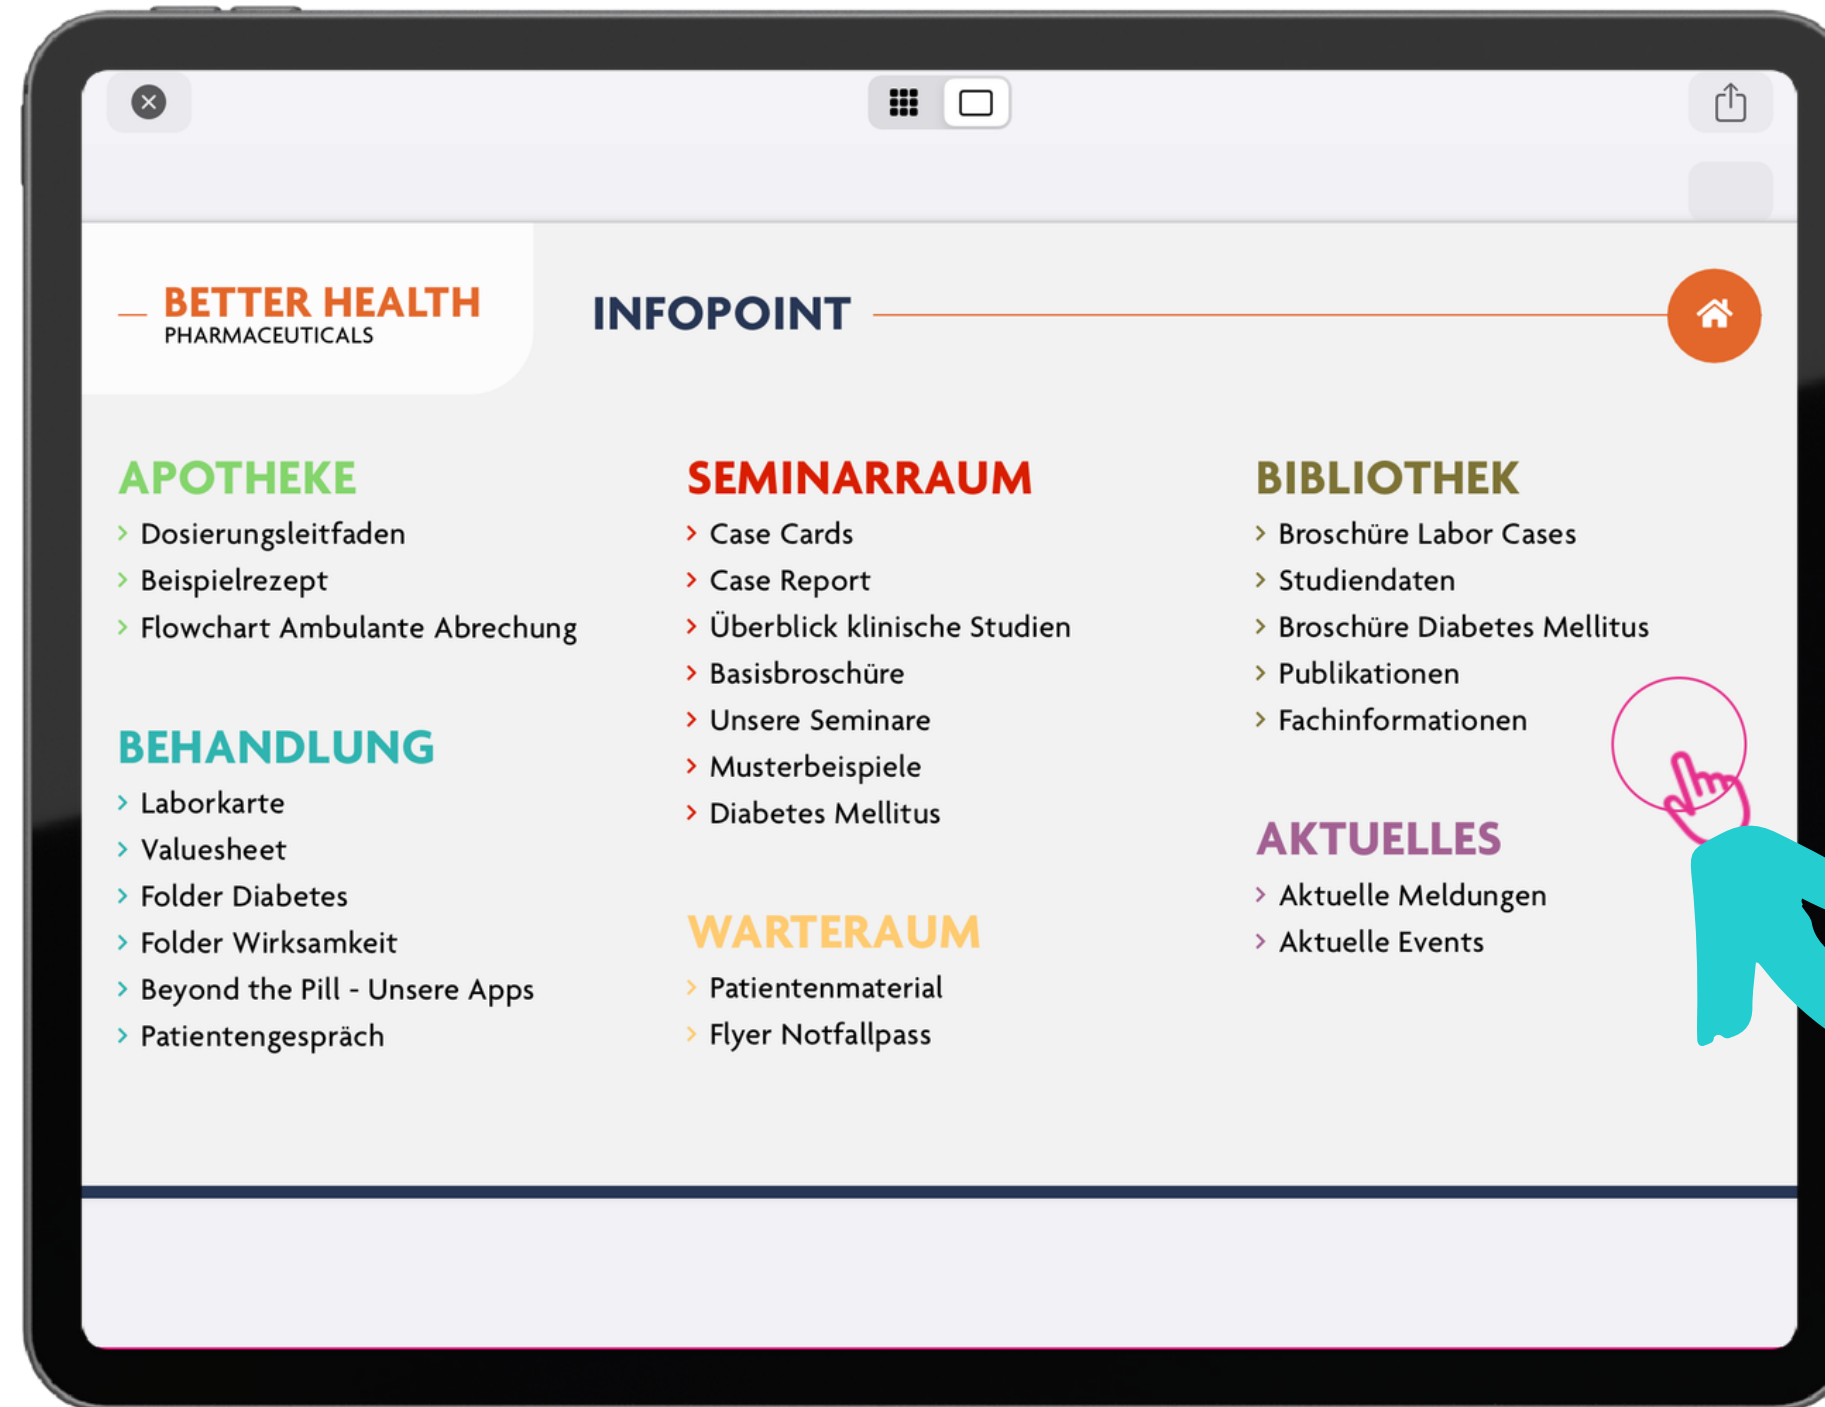 BETTER HEALTH
PHARMACEUTICALS
INFOPOINT
APOTHEKE
Dosierungsleitfaden
Beispielrezept
Flowchart Ambulante Abrechung
BEHANDLUNG
Laborkarte
Valuesheet
Folder Diabetes
Folder Wirksamkeit
Beyond the Pill - Unsere Apps
Patientengespräch
SEMINARRAUM
Case Cards
Case Report
Überblick klinische Studien
Basisbroschüre
Unsere Seminare
Musterbeispiele
Diabetes Mellitus
WARTERAUM
Patientenmaterial
Flyer Notfallpass
BIBLIOTHEK
Broschüre Labor Cases
Studiendaten
Broschüre Diabetes Mellitus
Publikationen
Fachinformationen
AKTUELLES
Aktuelle Meldungen
Aktuelle Events